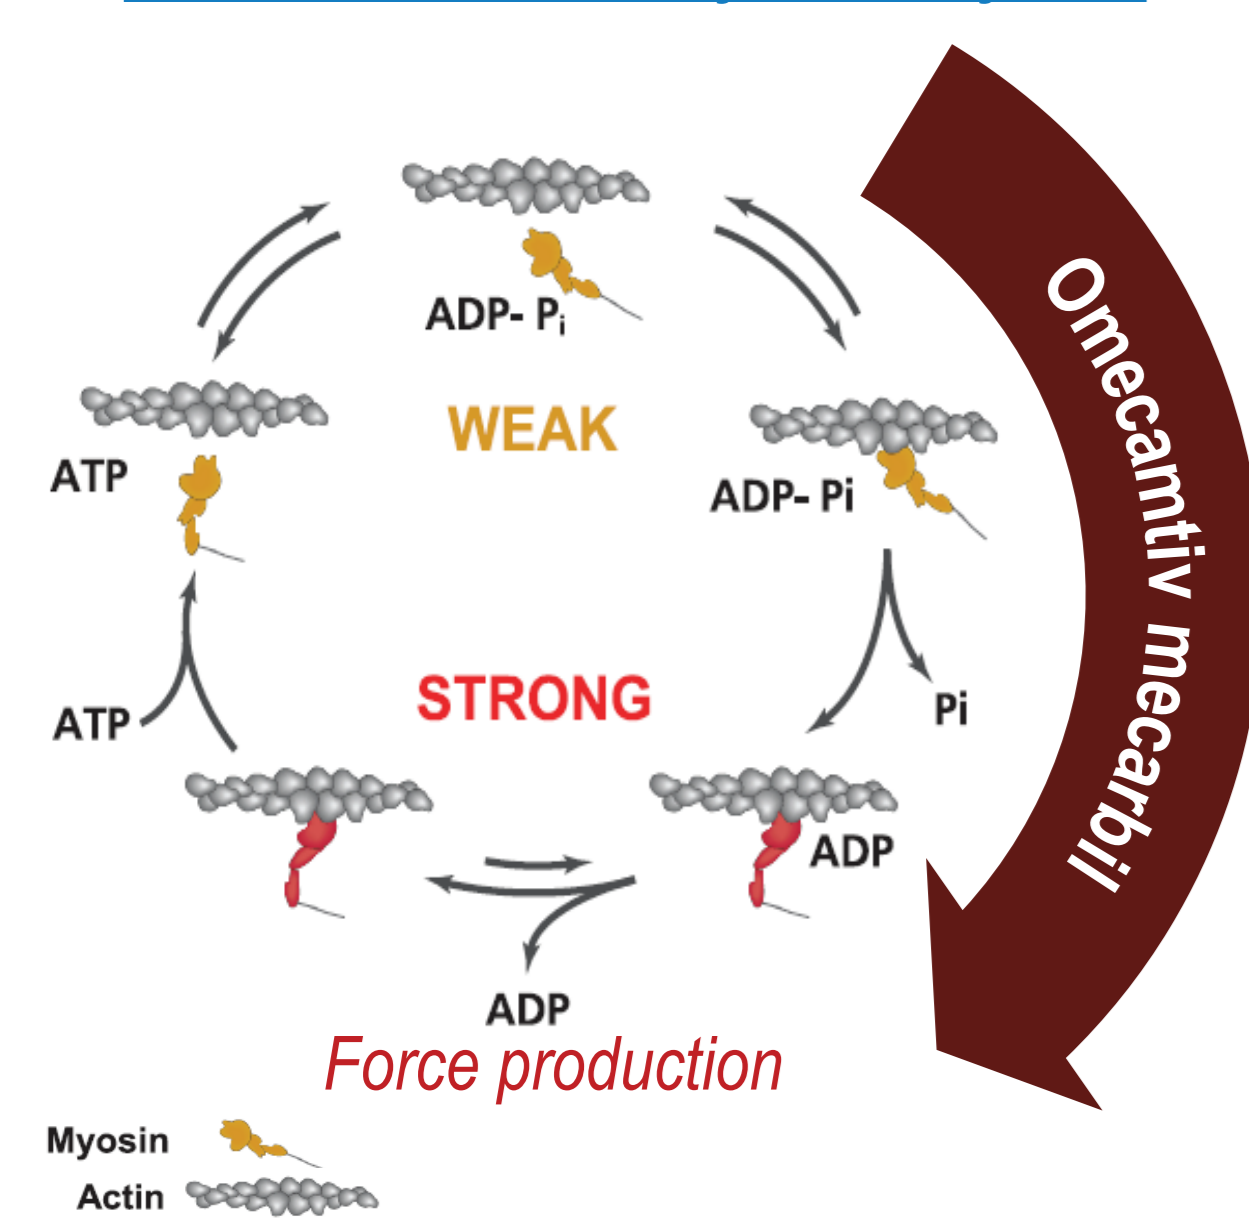 ADP- Pi
WEAK
ATP
ADP- Pi
Omecamtiv mecarbil
STRONG
Pi
ATP
ADP
ADP
Force production
Myosin
Actin